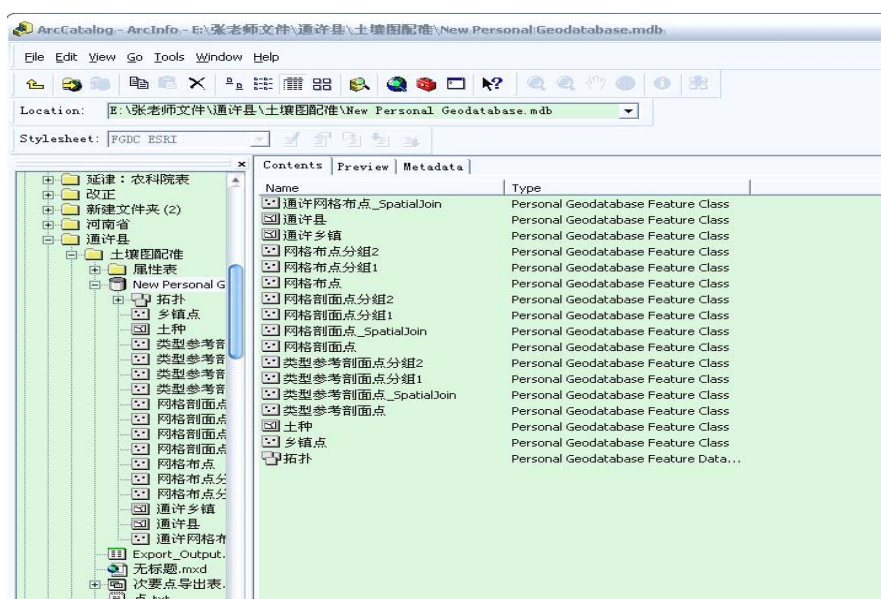 ArcCatalog - ArcInfo - E:\张老师文件\通许县\土壤图配准\New Personal Geodatabase.mdb
File Edit View Go Tools Window Help
Location: E:\张老师文件\通许县\土壤图配准\New Personal Geodatabase.mdb
Stylesheet: FGDC ESRI
延津：农科院表
改正
新建文件夹 (2)
河南省
通许县
土壤图配准
属性表
New Personal G
拓扑
乡镇点
土种
类型参考剖
类型参考剖
类型参考剖
类型参考剖
网格剖面点
网格剖面点
网格剖面点
网格剖面点
网格布点
网格布点分
网格布点分
通许乡镇
通许县
通许网格布
Export_Output.
无标题.mxd
次要点导出表.
点.txt
Contents Preview Metadata
Name Type
通许网格布点_SpatialJoin Personal Geodatabase Feature Class
通许县 Personal Geodatabase Feature Class
通许乡镇 Personal Geodatabase Feature Class
网格布点分组2 Personal Geodatabase Feature Class
网格布点分组1 Personal Geodatabase Feature Class
网格布点 Personal Geodatabase Feature Class
网格剖面点分组2 Personal Geodatabase Feature Class
网格剖面点分组1 Personal Geodatabase Feature Class
网格剖面点_SpatialJoin Personal Geodatabase Feature Class
网格剖面点 Personal Geodatabase Feature Class
类型参考剖面点分组2 Personal Geodatabase Feature Class
类型参考剖面点分组1 Personal Geodatabase Feature Class
类型参考剖面点_SpatialJoin Personal Geodatabase Feature Class
类型参考剖面点 Personal Geodatabase Feature Class
土种 Personal Geodatabase Feature Class
乡镇点 Personal Geodatabase Feature Class
拓扑 Personal Geodatabase Feature Data...